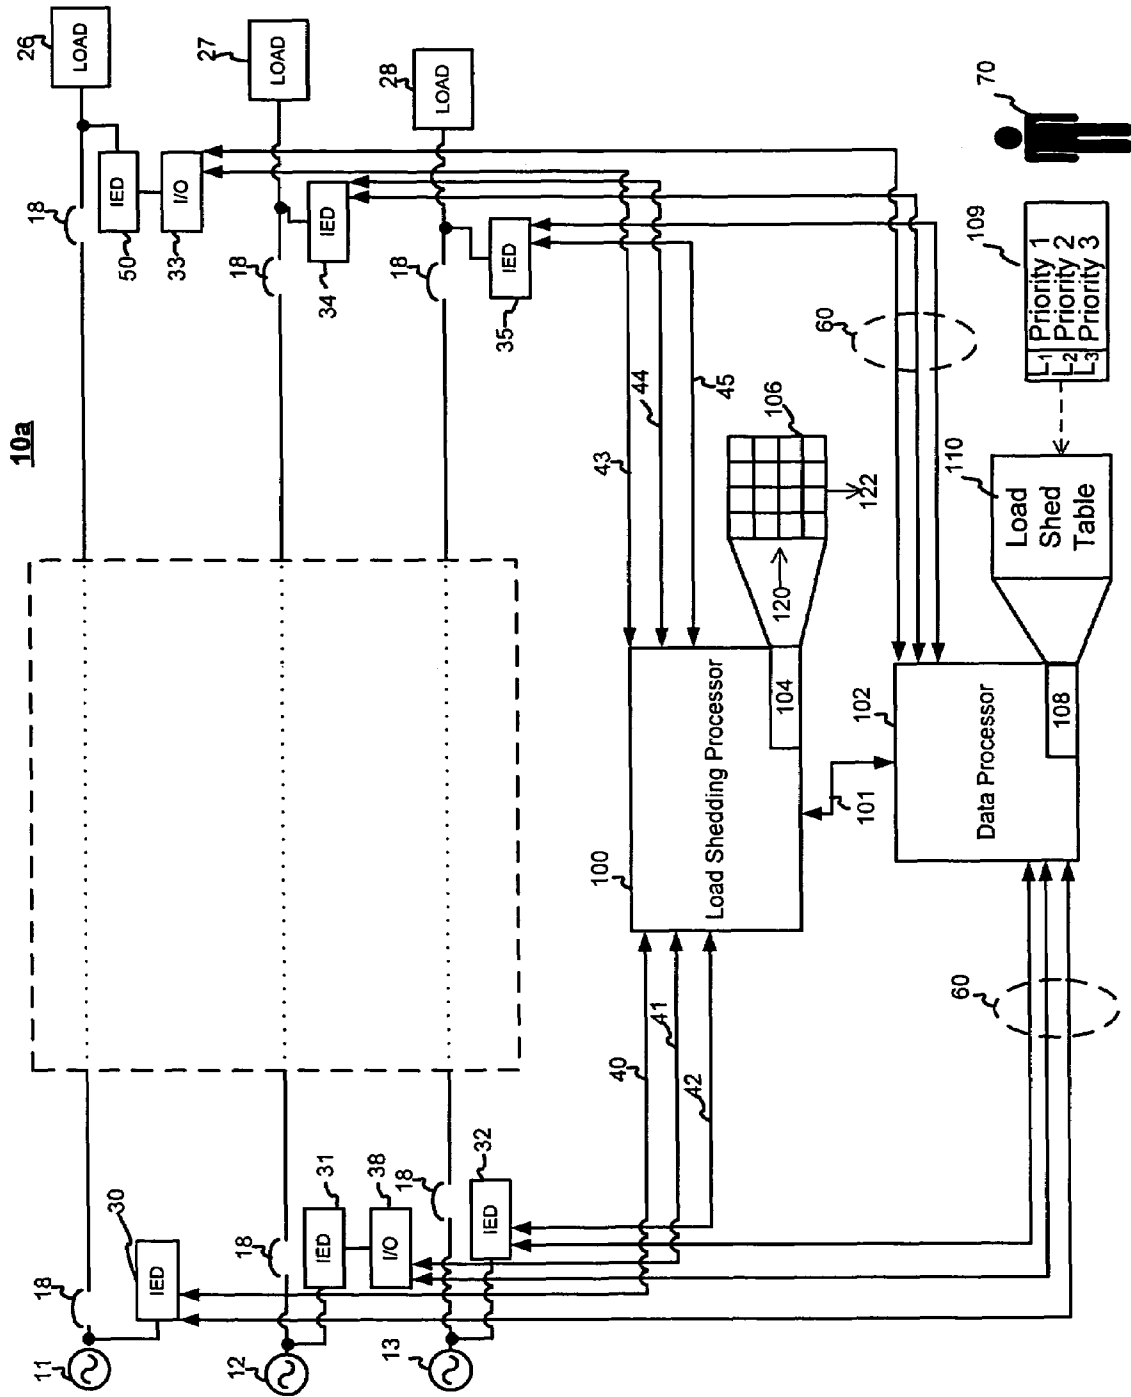 10a
11
18
30
IED
12
18
31
IED
38
I/O
13
18
32
IED
26
LOAD
18
IED
50
I/O
33
27
LOAD
18
IED
34
28
LOAD
18
IED
35
40
41
42
43
44
45
100
Load Shedding Processor
104
120
106
122
101
102
Data Processor
108
60
60
110
Load
Shed
Table
109
L1 Priority 1
L2 Priority 2
L3 Priority 3
70